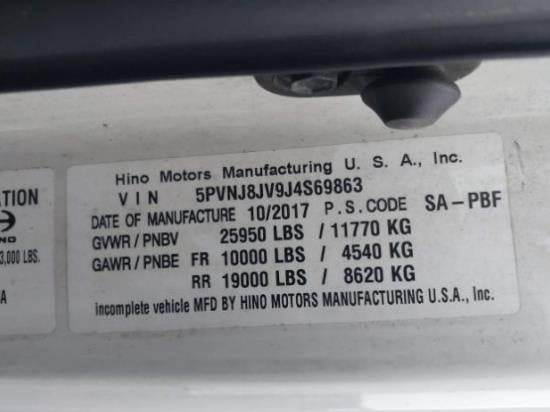 Hino Motors Manufacturing U. S. A., Inc.
VIN 5PVNJ8JV9J4S69863
DATE OF MANUFACTURE 10/2017 P.S.CODE SA-PBF
GVWR / PNBV 25950 LBS / 11770 KG
GAWR / PNBE FR 10000 LBS / 4540 KG
RR 19000 LBS / 8620 KG
incomplete vehicle MFD BY HINO MOTORS MANUFACTURING U.S.A., Inc.